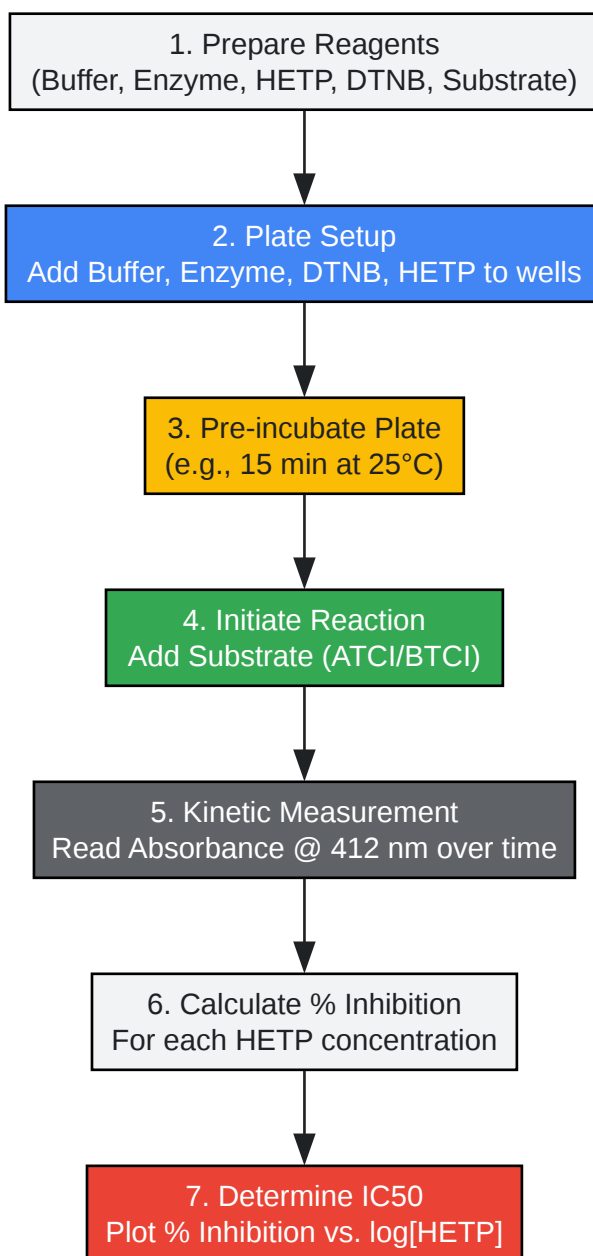 1. Prepare Reagents
(Buffer, Enzyme, HETP, DTNB, Substrate)
2. Plate Setup
Add Buffer, Enzyme, DTNB, HETP to wells
3. Pre-incubate Plate
(e.g., 15 min at 25°C)
4. Initiate Reaction
Add Substrate (ATCI/BTCI)
5. Kinetic Measurement
Read Absorbance @ 412 nm over time
6. Calculate % Inhibition
For each HETP concentration
7. Determine IC50
Plot % Inhibition vs. log[HETP]